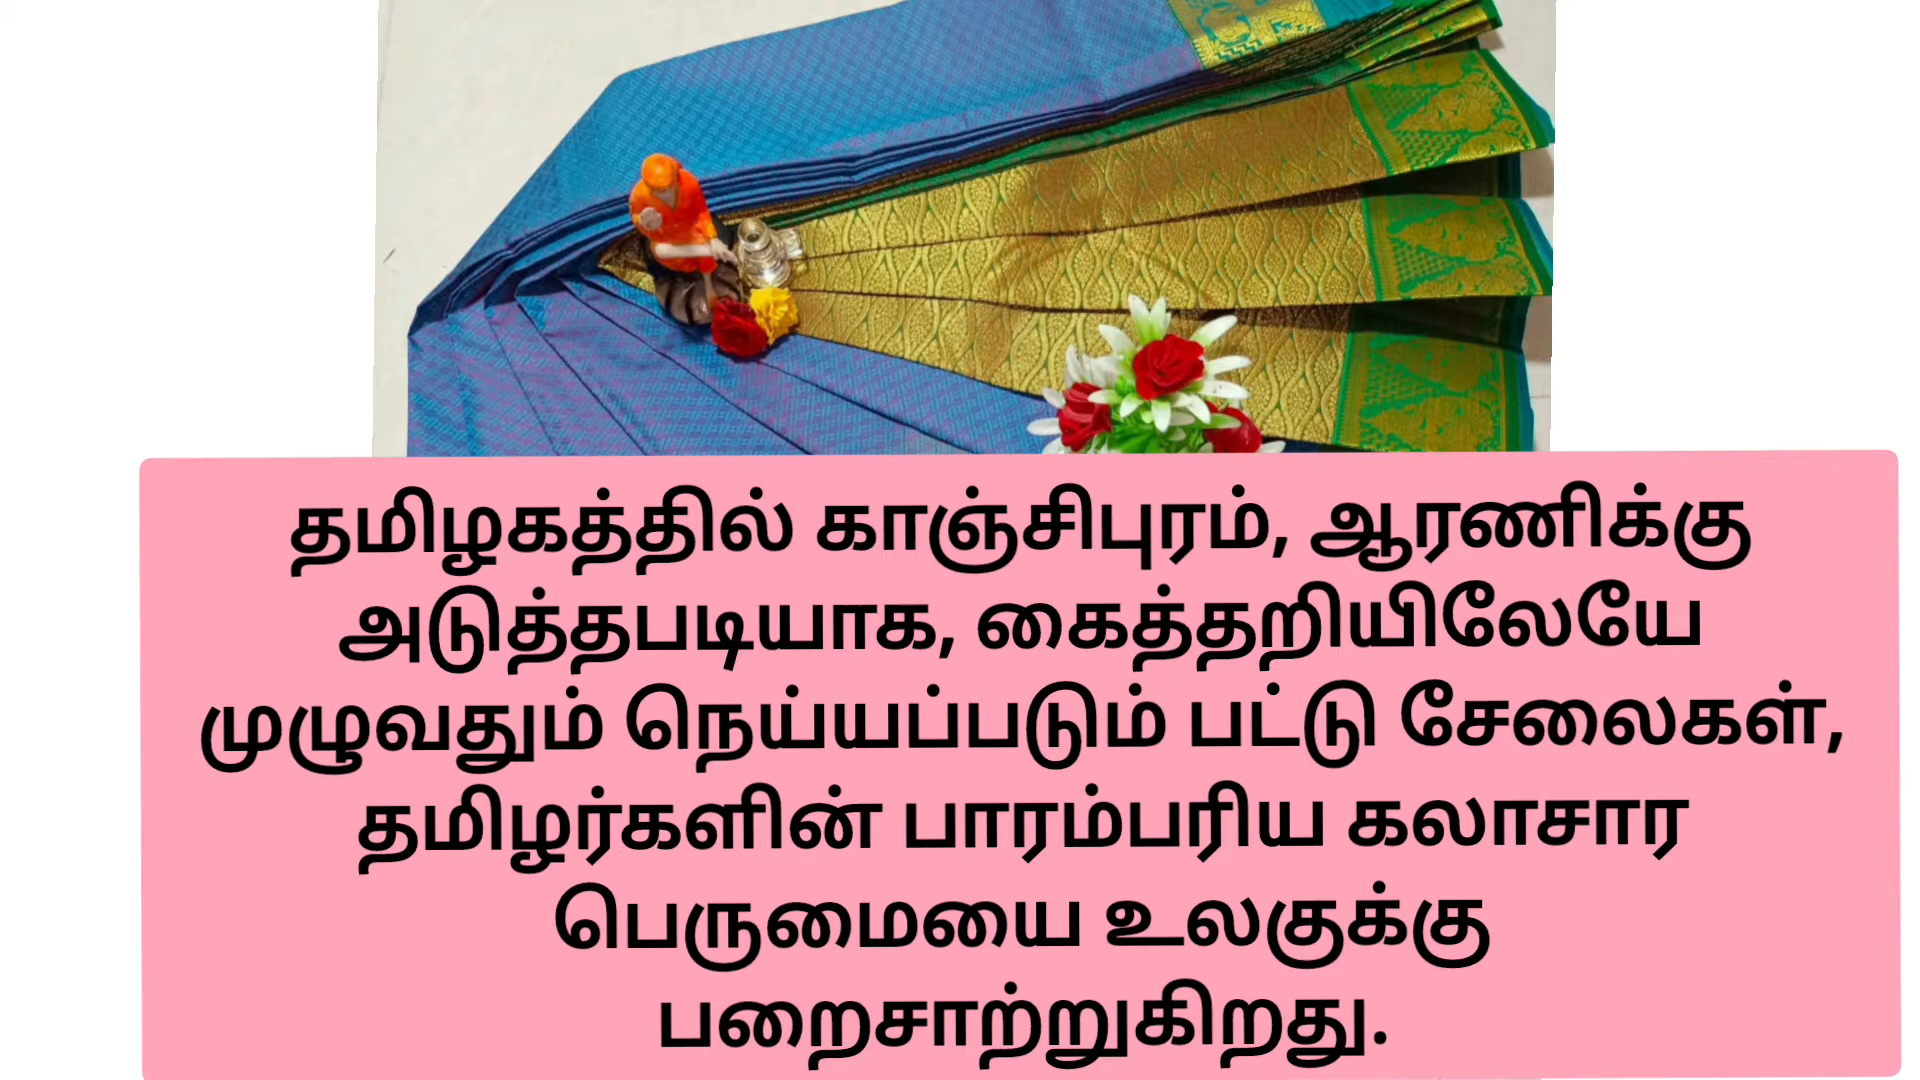 தமிழகத்தில் காஞ்சிபுரம், ஆரணிக்கு
அடுத்தபடியாக, கைத்தறியிலேயே
முழுவதும் நெய்யப்படும் பட்டு சேலைகள்,
தமிழர்களின் பாரம்பரிய கலாசார
பெருமையை உலகுக்கு
பறைசாற்றுகிறது.